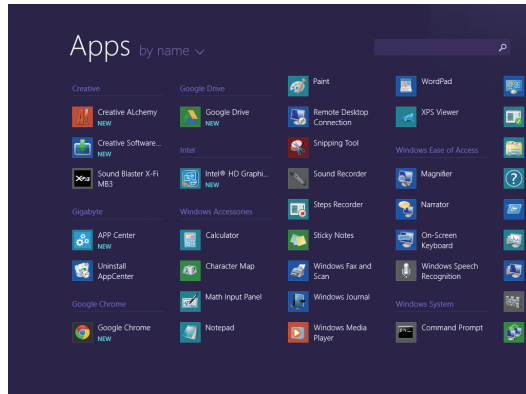 Apps by name
Creative
Creative ALchemy
NEW
Creative Software...
NEW
Sound Blaster X-Fi
MB3
Gigabyte
APP Center
NEW
Uninstall
AppCenter
Google Chrome
Google Chrome
NEW
Google Drive
Google Drive
NEW
Intel
Intel® HD Graphi...
NEW
Windows Accessories
Calculator
Character Map
Math Input Panel
Notepad
Paint
Remote Desktop
Connection
Snipping Tool
Sound Recorder
Steps Recorder
Sticky Notes
Windows Fax and
Scan
Windows Journal
Windows Media
Player
WordPad
XPS Viewer
Windows Ease of Access
Magnifier
Narrator
On-Screen
Keyboard
Windows Speech
Recognition
Windows System
Command Prompt